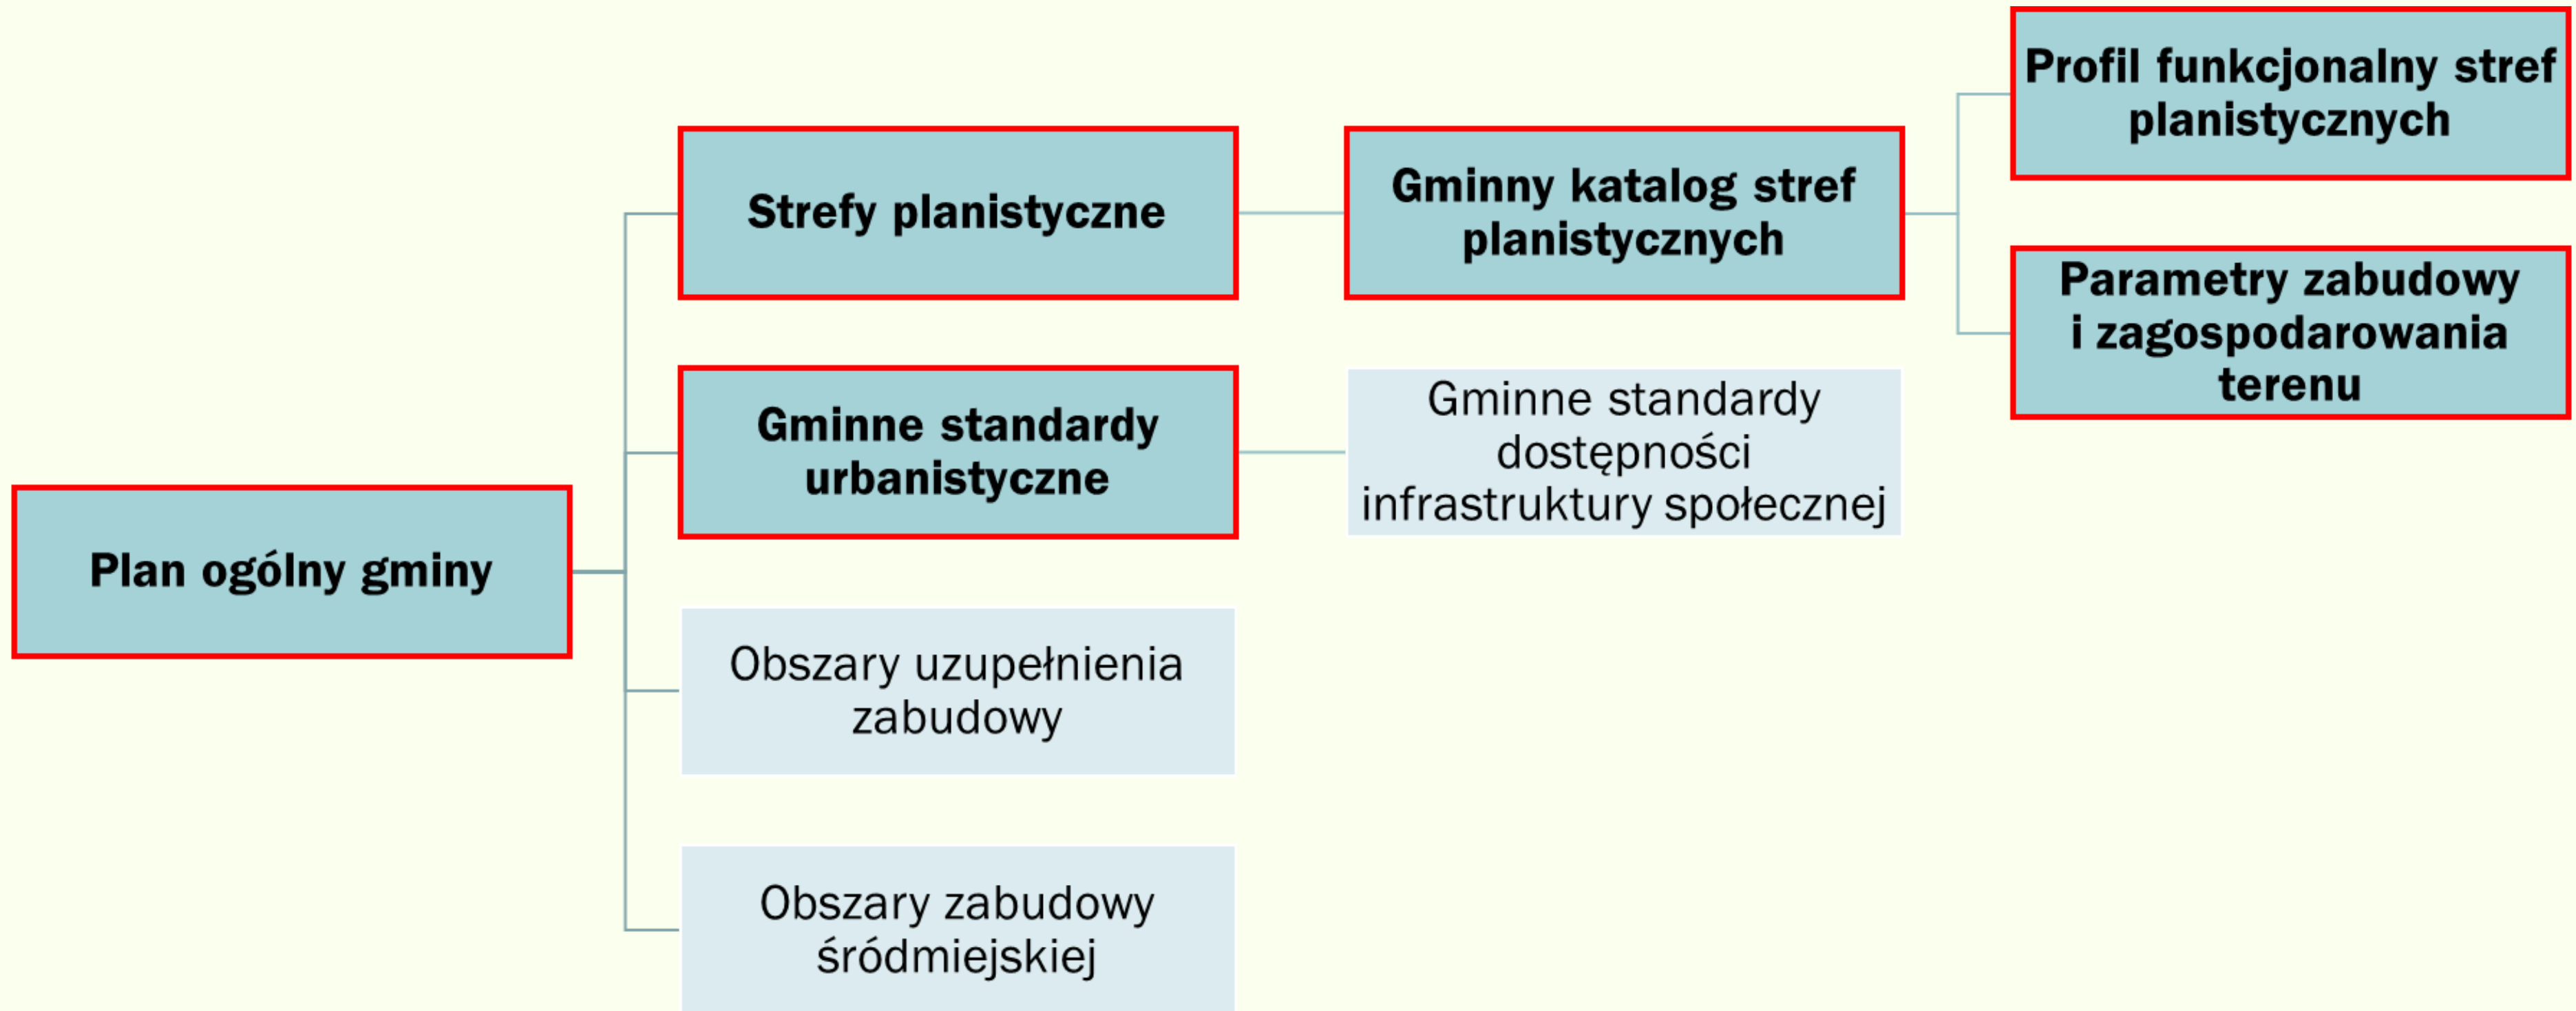 Plan ogólny gminy
Strefy planistyczne
Gminne standardy
urbanistyczne
Obszary uzupełnienia
zabudowy
Obszary zabudowy
śródmiejskiej
Gminny katalog stref
planistycznych
Gminne standardy
dostępności
infrastruktury społecznej
Profil funkcjonalny stref
planistycznych
Parametry zabudowy
i zagospodarowania
terenu